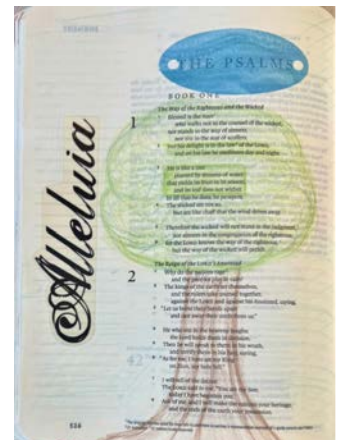 THE PSALMS
BOOK ONE
The Way of the Righteous and the Wicked
1 Blessed is the man
who walks not in the counsel of the wicked,
nor stands in the way of sinners,
nor sits in the seat of scoffers;
but his delight is in the law of the LORD,
and on his law he meditates day and night.
He is like a tree
planted by streams of water
that yields its fruit in its season,
and its leaf does not wither.
In all that he does, he prospers.
The wicked are not so,
but are like chaff that the wind drives away.
Therefore the wicked will not stand in the judgment,
nor sinners in the congregation of the righteous;
for the LORD knows the way of the righteous,
but the way of the wicked will perish.
The Reign of the LORD's Anointed
2 Why do the nations rage
and the peoples plot in vain?
The kings of the earth set themselves,
and the rulers take counsel together,
against the LORD and against his Anointed, saying,
"Let us burst their bonds apart
and cast away their cords from us."
He who sits in the heavens laughs;
the Lord holds them in derision.
Then he will speak to them in his wrath,
and terrify them in his fury, saying,
"As for me, I have set my King
on Zion, my holy hill."
I will tell of the decree:
The LORD said to me, "You are my Son;
today I have begotten you.
Ask of me, and I will make the nations your heritage,
and the ends of the earth your possession.
Alleluia